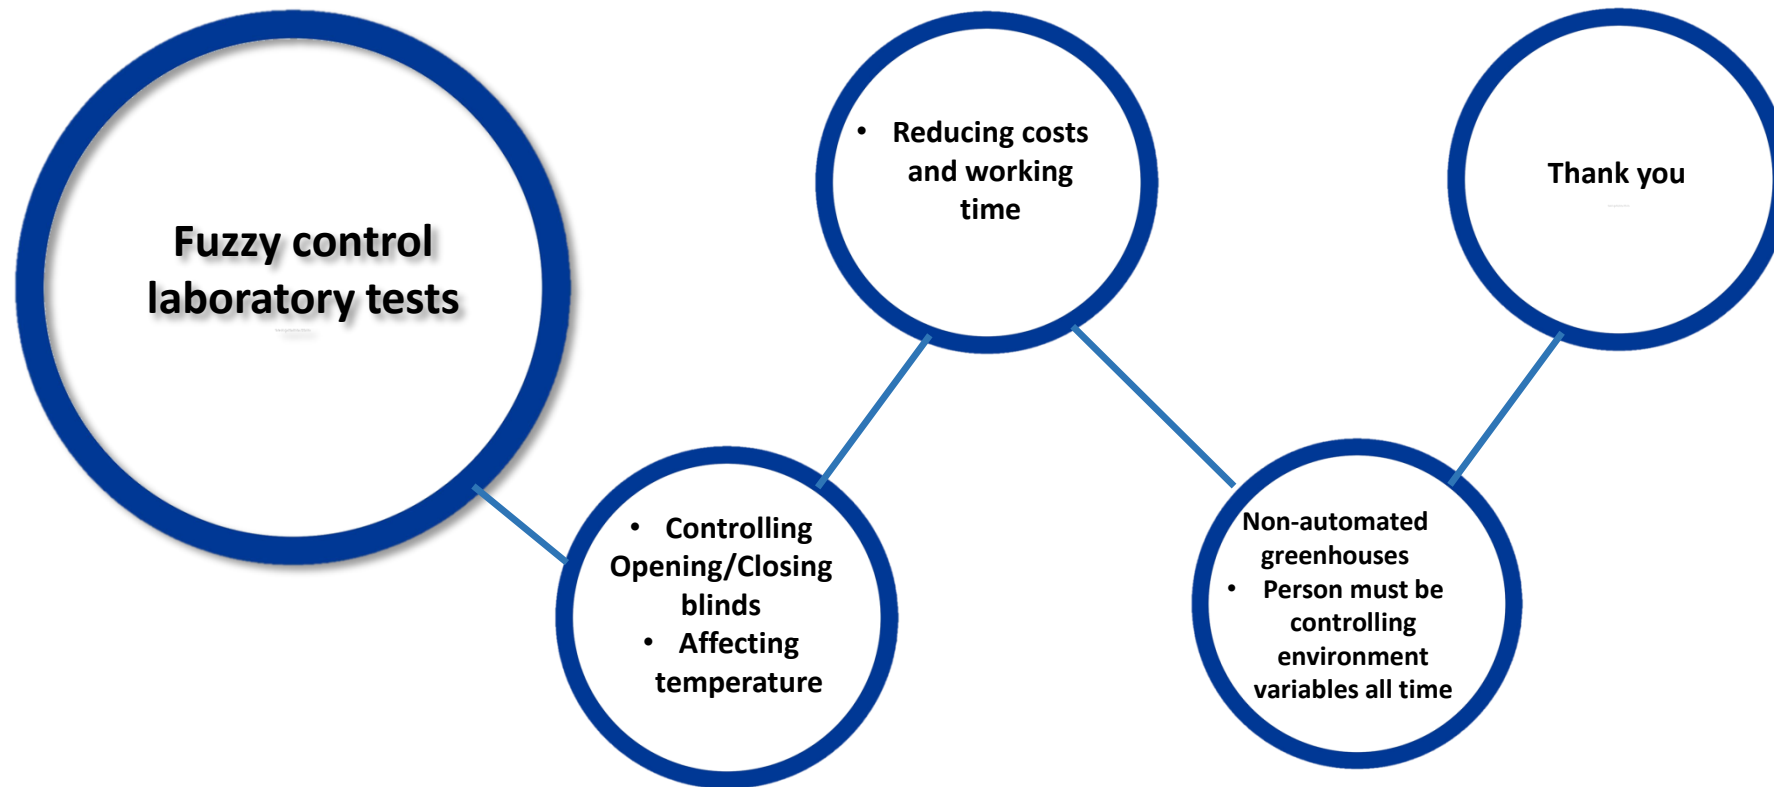 Fuzzy control
laboratory tests
• Controlling
Opening/Closing
blinds
• Affecting
temperature
• Reducing costs
and working
time
Non-automated
greenhouses
• Person must be
controlling
environment
variables all time
Thank you